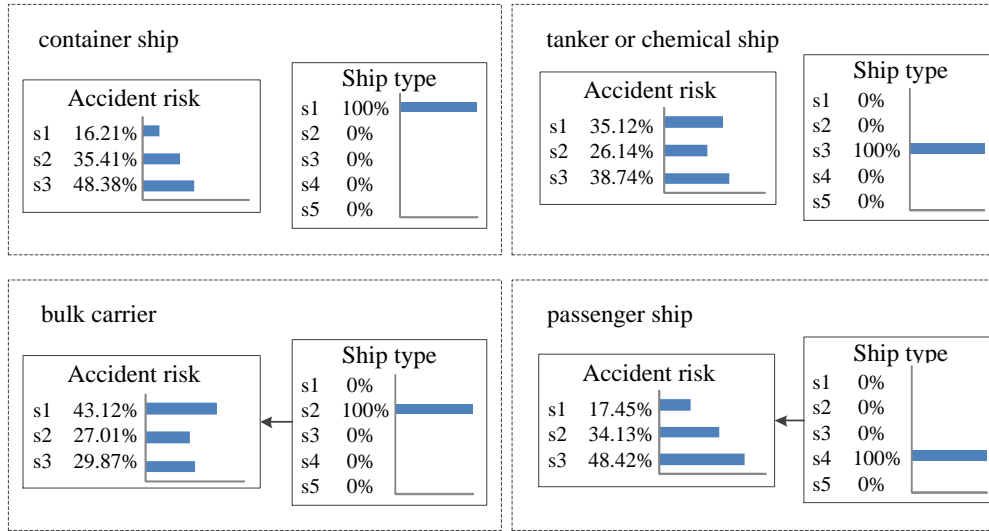 container ship
Accident risk
s1 16.21%
s2 35.41%
s3 48.38%
Ship type
s1 100%
s2 0%
s3 0%
s4 0%
s5 0%
tanker or chemical ship
Accident risk
s1 35.12%
s2 26.14%
s3 38.74%
Ship type
s1 0%
s2 0%
s3 100%
s4 0%
s5 0%
bulk carrier
Accident risk
s1 43.12%
s2 27.01%
s3 29.87%
Ship type
s1 0%
s2 100%
s3 0%
s4 0%
s5 0%
passenger ship
Accident risk
s1 17.45%
s2 34.13%
s3 48.42%
Ship type
s1 0%
s2 0%
s3 0%
s4 100%
s5 0%